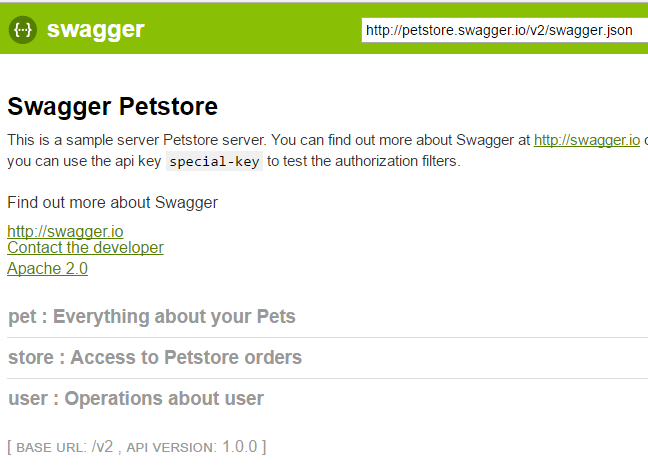 {··} swagger http://petstore.swagger.io/v2/swagger.json
Swagger Petstore
This is a sample server Petstore server. You can find out more about Swagger at http://swagger.io
you can use the api key special-key to test the authorization filters.
Find out more about Swagger
http://swagger.io
Contact the developer
Apache 2.0
pet : Everything about your Pets
store : Access to Petstore orders
user : Operations about user
[ BASE URL: /v2 , API VERSION: 1.0.0 ]